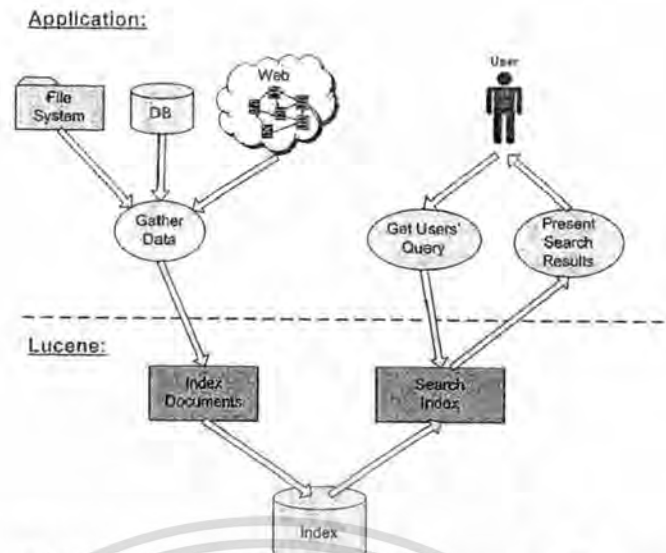 Application:
File
System
DB
Web
User
Gather
Data
Get Users'
Query
Present
Search
Results
Lucene:
Index
Documents
Search
Index
Index